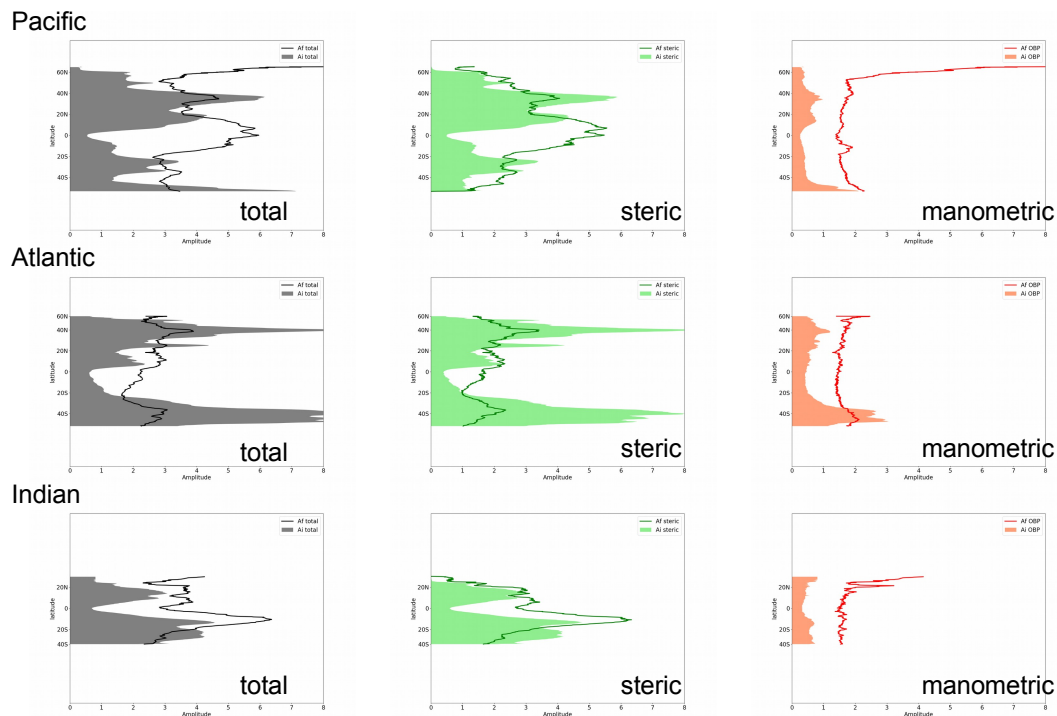 Pacific
Af total
Ai total
60N
40N
20N
0
20S
40S
latitude
0 1 2 3 4 5 6 7 8
Amplitude
total
Af steric
Ai steric
60N
40N
20N
0
20S
40S
latitude
0 1 2 3 4 5 6 7 8
Amplitude
steric
Af OBP
Ai OBP
60N
40N
20N
0
20S
40S
latitude
0 1 2 3 4 5 6 7 8
Amplitude
manometric
Atlantic
Af total
Ai total
60N
40N
20N
0
20S
40S
latitude
0 1 2 3 4 5 6 7 8
Amplitude
total
Af steric
Ai steric
60N
40N
20N
0
20S
40S
latitude
0 1 2 3 4 5 6 7 8
Amplitude
steric
Af OBP
Ai OBP
60N
40N
20N
0
20S
40S
latitude
0 1 2 3 4 5 6 7 8
Amplitude
manometric
Indian
Af total
Ai total
20N
0
20S
40S
latitude
0 1 2 3 4 5 6 7 8
Amplitude
total
Af steric
Ai steric
20N
0
20S
40S
latitude
0 1 2 3 4 5 6 7 8
Amplitude
steric
Af OBP
Ai OBP
20N
0
20S
40S
latitude
0 1 2 3 4 5 6 7 8
Amplitude
manometric